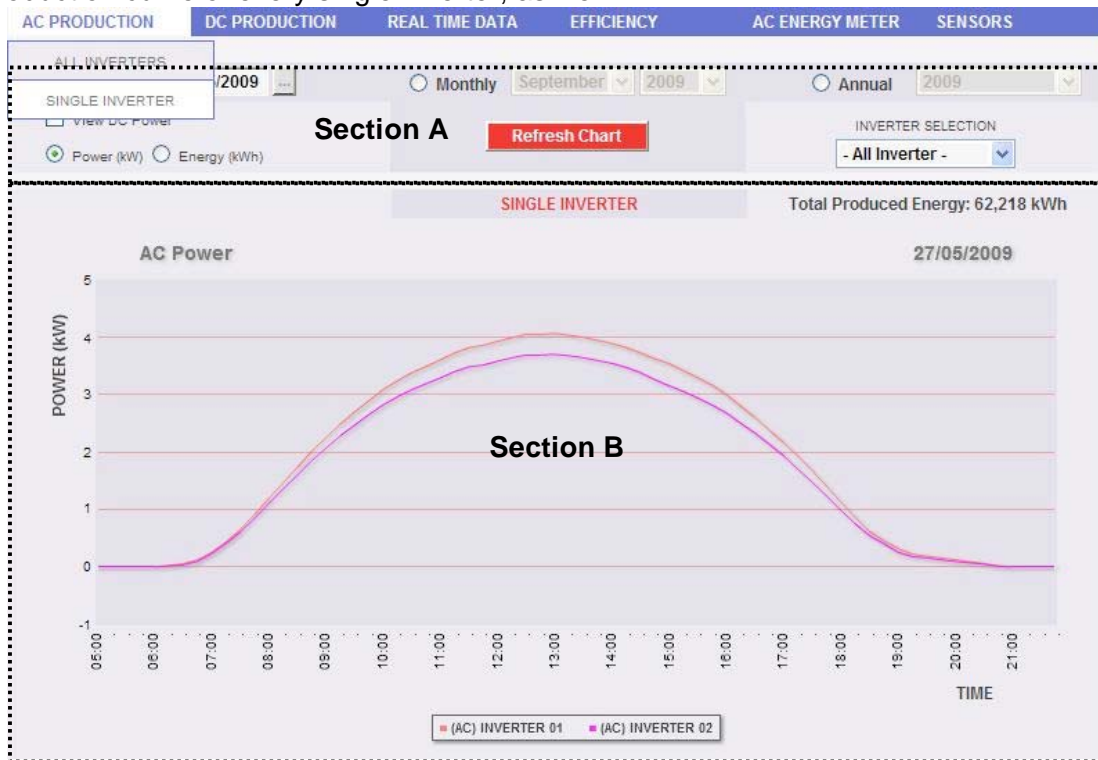 AC PRODUCTION DC PRODUCTION REAL TIME DATA EFFICIENCY AC ENERGY METER SENSORS
ALL INVERTERS
SINGLE INVERTER
/2009 ...
Monthly September 2009
Annual 2009
View DC Power
Power (kW) Energy (kWh)
Section A
Refresh Chart
INVERTER SELECTION
- All Inverter -
SINGLE INVERTER
Total Produced Energy: 62,218 kWh
AC Power
27/05/2009
POWER (kW)
5
4
3
2
1
0
-1
Section B
05:00 06:00 07:00 08:00 09:00 10:00 11:00 12:00 13:00 14:00 15:00 16:00 17:00 18:00 19:00 20:00 21:00
TIME
(AC) INVERTER 01 (AC) INVERTER 02